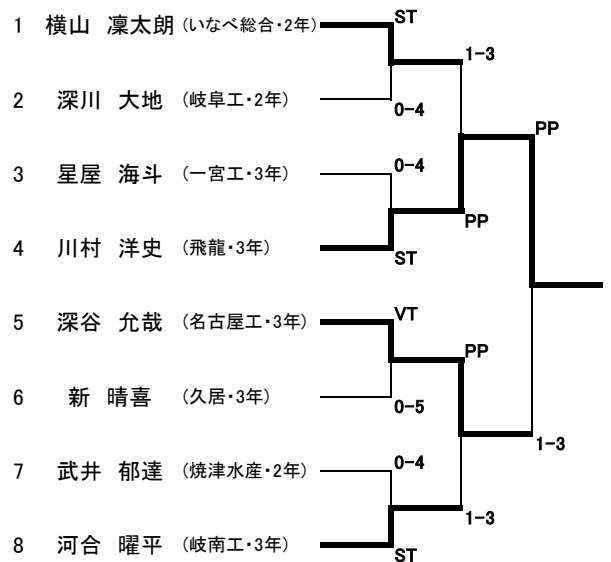 ST
1 横山 凜太朗 (いなべ総合・2年)
1-3
2 深川 大地 (岐阜工・2年)
0-4
PP
3 星屋 海斗 (一宮工・3年)
0-4
PP
4 川村 洋史 (飛龍・3年)
ST
5 深谷 允哉 (名古屋工・3年)
VT
PP
6 新 晴喜 (久居・3年)
0-5
1-3
7 武井 郁達 (焼津水産・2年)
0-4
1-3
8 河合 曜平 (岐南工・3年)
ST